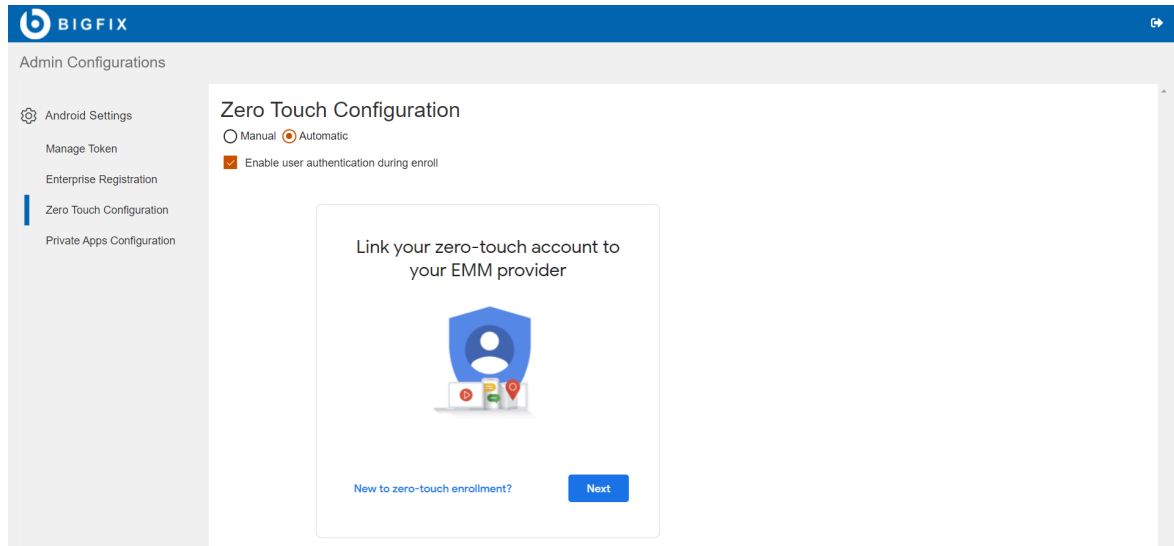 BIGFIX
Admin Configurations
Android Settings
Manage Token
Enterprise Registration
Zero Touch Configuration
Private Apps Configuration
Zero Touch Configuration
Manual Automatic
Enable user authentication during enroll
Link your zero-touch account to
your EMM provider
New to zero-touch enrollment? Next